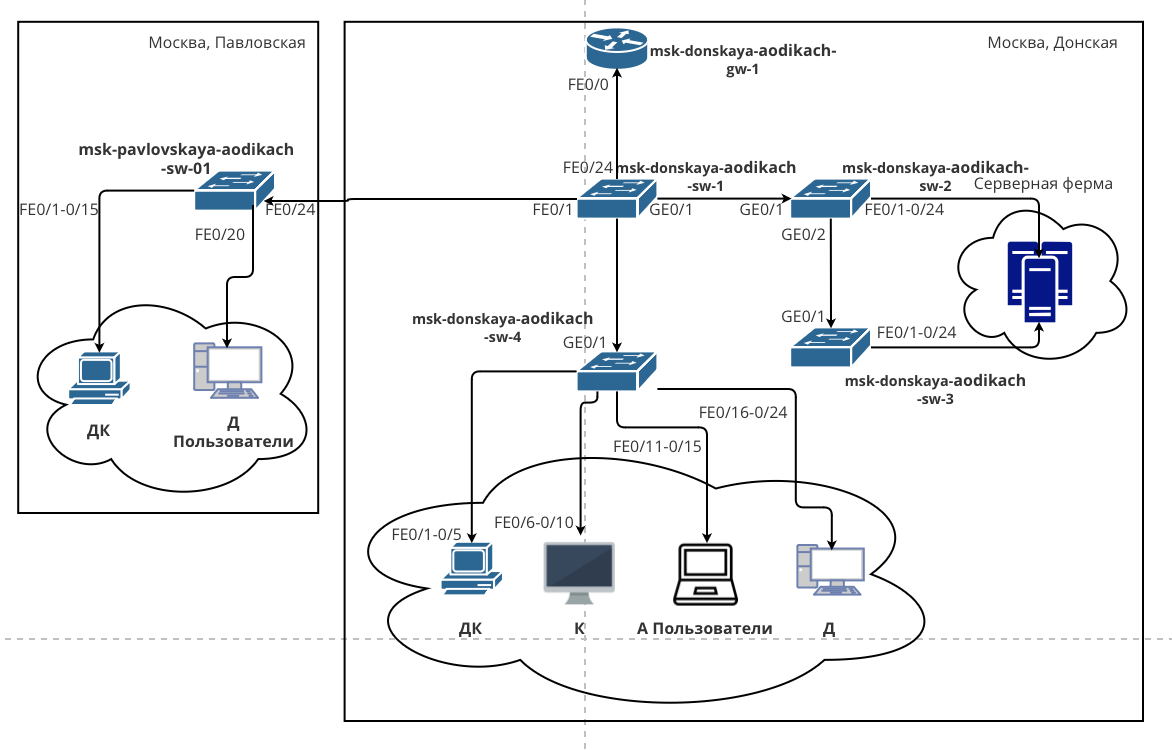 Москва, Павловская
msk-pavlovskaya-aodikach
-sw-01
FE0/1-0/15
FE0/24
FE0/20
ДК
Д
Пользователи
Москва, Донская
msk-donskaya-aodikach-
gw-1
FE0/0
FE0/24
msk-donskaya-aodikach
-sw-1
FE0/1
GE0/1
msk-donskaya-aodikach-
sw-2
GE0/1
FE0/1-0/24
GE0/2
Серверная ферма
GE0/1
FE0/1-0/24
msk-donskaya-aodikach
-sw-3
msk-donskaya-aodikach
-sw-4
GE0/1
FE0/16-0/24
FE0/11-0/15
FE0/6-0/10
FE0/1-0/5
ДК
К
А Пользователи
Д